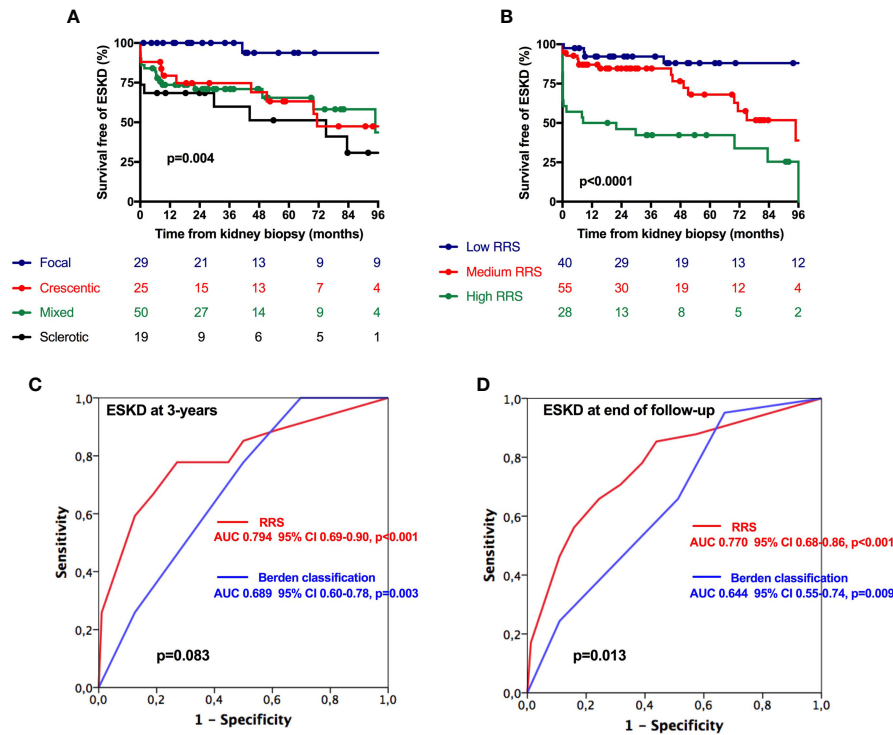 A
Survival free of ESKD (%)
100
75
50
25
0
p=0.004
0 12 24 36 48 60 72 84 96
Time from kidney biopsy (months)
Focal 29 21 13 9 9
Crescentic 25 15 13 7 4
Mixed 50 27 14 9 4
Sclerotic 19 9 6 5 1
B
Survival free of ESKD (%)
100
75
50
25
0
p<0.0001
0 12 24 36 48 60 72 84 96
Time from kidney biopsy (months)
Low RRS 40 29 19 13 12
Medium RRS 55 30 19 12 4
High RRS 28 13 8 5 2
C
ESKD at 3-years
Sensitivity
1,0
0,8
0,6
0,4
0,2
0,0
RRS
AUC 0.794 95% CI 0.69-0.90, p<0.001
Berden classification
AUC 0.689 95% CI 0.60-0.78, p=0.003
p=0.083
0,0 0,2 0,4 0,6 0,8 1,0
1 - Specificity
D
ESKD at end of follow-up
Sensitivity
1,0
0,8
0,6
0,4
0,2
0,0
RRS
AUC 0.770 95% CI 0.68-0.86, p<0.001
Berden classification
AUC 0.644 95% CI 0.55-0.74, p=0.009
p=0.013
0,0 0,2 0,4 0,6 0,8 1,0
1 - Specificity